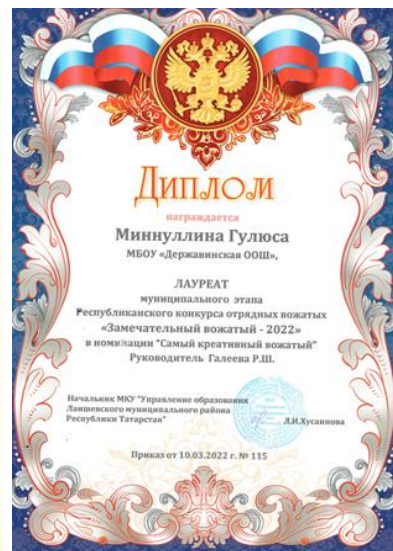 Диплом
награждается
Миннуллина Гулюса
МБОУ «Державинская ООШ»,
ЛАУРЕАТ
муниципального этапа
Республиканского конкурса отрядных вожатых
«Замечательный вожатый - 2022»
в номинации "Самый креативный вожатый"
Руководитель Галеева Р.Ш.
Начальник МКУ "Управление образования
Лаишевского муниципального района
Республики Татарстан"
Л.И.Хусаинова
Приказ от 10.03.2022 г. № 115